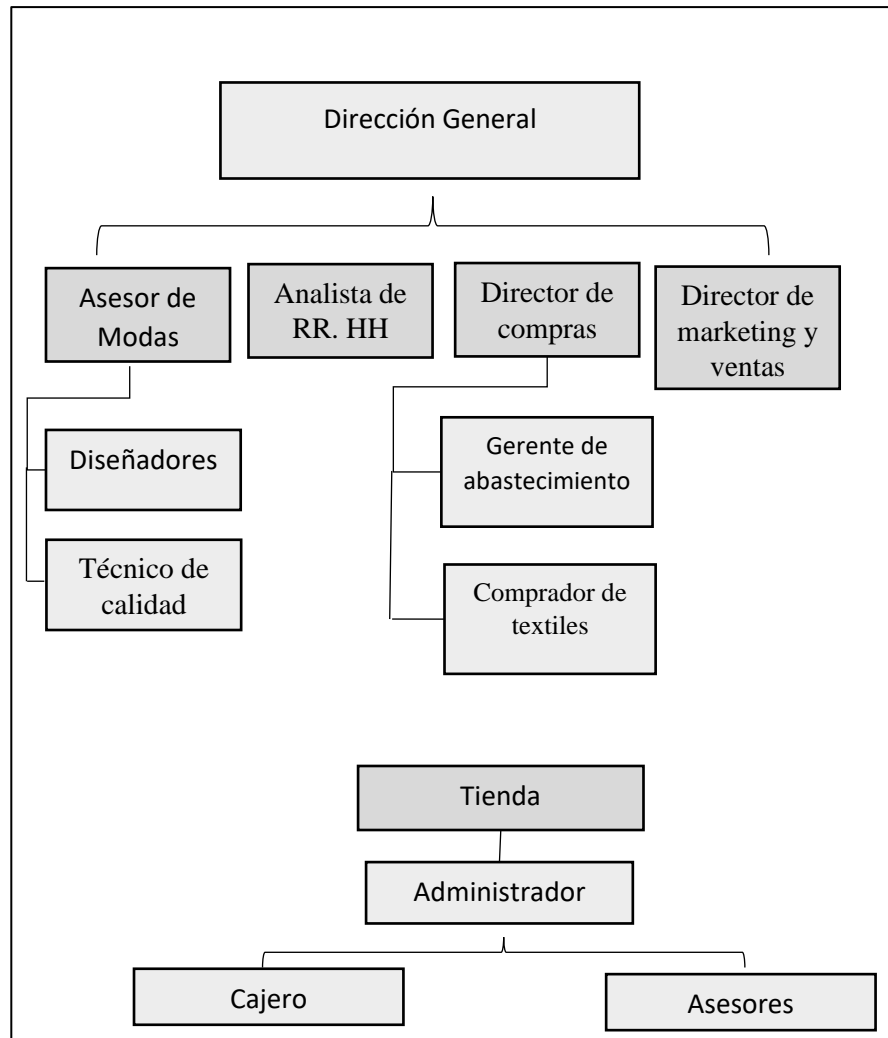 Dirección General
Asesor de
Modas
Analista de
RR. HH
Director de
compras
Director de
marketing y
ventas
Diseñadores
Gerente de
abastecimiento
Técnico de
calidad
Comprador de
textiles
Tienda
Administrador
Cajero
Asesores